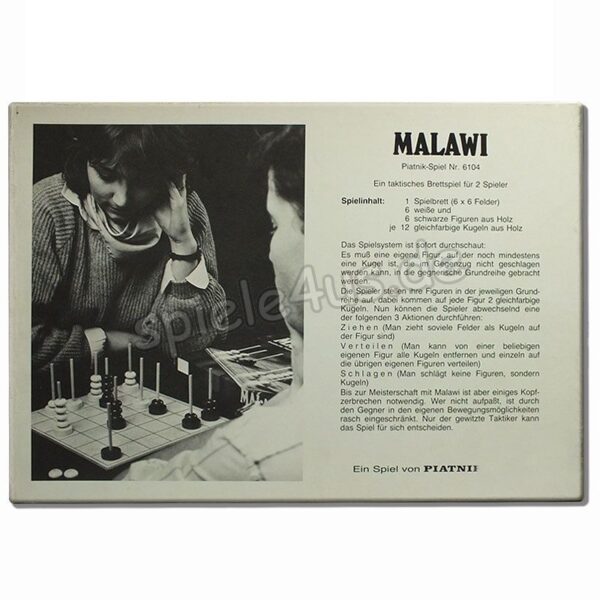 MALAWI
Piatnik-Spiel Nr. 6104
Ein taktisches Brettspiel für 2 Spieler
Spielinhalt: 1 Spielbrett (6 x 6 Felder)
6 weiße und
6 schwarze Figuren aus Holz
je 12 gleichfarbige Kugeln aus Holz
Das Spielsystem ist sofort durchschaut:
Es muß eine eigene Figur, auf der noch mindestens
eine Kugel ist, die im Gegenzug nicht geschlagen
werden kann, in die gegnerische Grundreihe gebracht
werden.
Die Spieler stellen ihre Figuren in der jeweiligen Grund-
reihe auf, dabei kommen auf jede Figur 2 gleichfarbige
Kugeln. Nun können die Spieler abwechselnd eine
der folgenden 3 Aktionen durchführen:
Ziehen (Man zieht soviele Felder als Kugeln auf
der Figur sind)
Verteilen (Man kann von einer beliebigen
eigenen Figur alle Kugeln entfernen und einzeln auf
die übrigen eigenen Figuren verteilen)
Schlagen (Man schlägt keine Figuren, sondern
Kugeln)
Bis zur Meisterschaft mit Malawi ist aber einiges Kopf-
zerbrechen notwendig. Wer nicht aufpaßt, ist durch
den Gegner in den eigenen Bewegungsmöglichkeiten
rasch eingeschränkt. Nur der gewitzte Taktiker kann
das Spiel für sich entscheiden.
Ein Spiel von PIATNIK
spiele4us.de